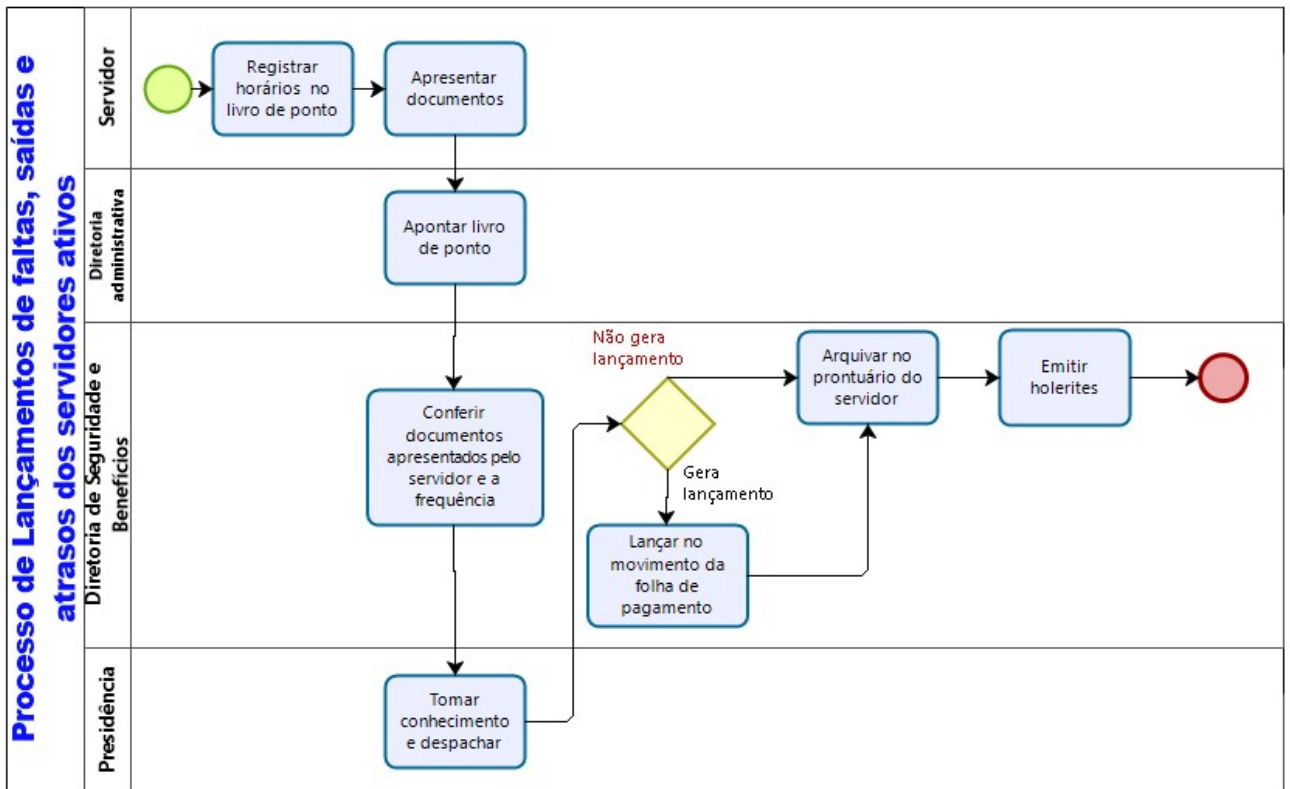 Processo de Lançamentos de faltas, saídas e
atrasos dos servidores ativos
Servidor
Registrar
horários no
livro de ponto
Apresentar
documentos
Diretoria
administrativa
Apontar livro
de ponto
Diretoria de Seguridade e
Benefícios
Conferir
documentos
apresentados pelo
servidor e a
frequência
Não gera
lançamento
Gera
lançamento
Lançar no
movimento da
folha de
pagamento
Arquivar no
prontuário do
servidor
Emitir
holerites
Presidência
Tomar
conhecimento
e despachar